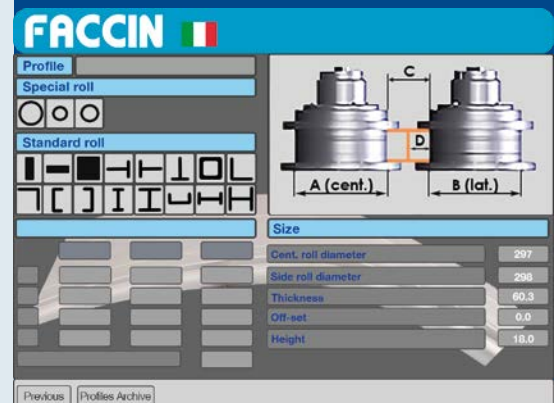 FACCIN
Profile
Special roll
Standard roll
C
D
A (cent.)
B (lat.)
Size
Cent. roll diameter 297
Side roll diameter 298
Thickness 60.3
Off-set 0.0
Height 18.0
Previous Profiles Archive